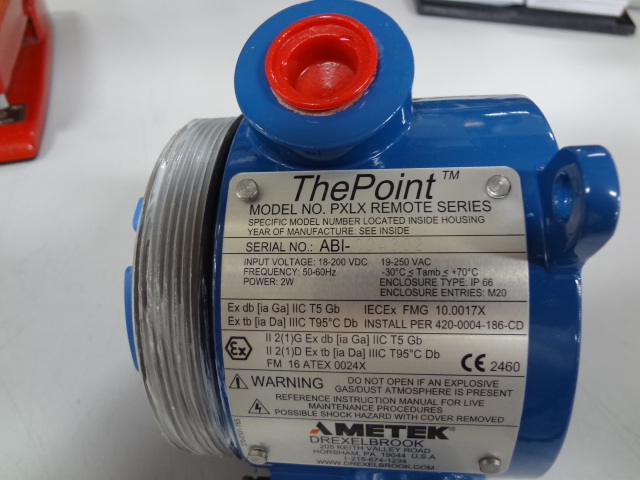 ThePoint™
MODEL NO. PXLX REMOTE SERIES
SPECIFIC MODEL NUMBER LOCATED INSIDE HOUSING
YEAR OF MANUFACTURE: SEE INSIDE
SERIAL NO.: ABI-
INPUT VOLTAGE: 18-200 VDC 19-250 VAC
FREQUENCY: 50-60Hz -30°C ≤ Tamb ≤ +70°C
POWER: 2W ENCLOSURE TYPE: IP 66
ENCLOSURE ENTRIES: M20
Ex db [ia Ga] IIC T5 Gb IECEx FMG 10.0017X
Ex tb [ia Da] IIIC T95°C Db INSTALL PER 420-0004-186-CD
Ex II 2(1)G Ex db [ia Ga] IIC T5 Gb
II 2(1)D Ex tb [ia Da] IIIC T95°C Db
FM 16 ATEX 0024X CE 2460
WARNING DO NOT OPEN IF AN EXPLOSIVE
GAS/DUST ATMOSPHERE IS PRESENT
REFERENCE INSTRUCTION MANUAL FOR LIVE
MAINTENANCE PROCEDURES
POSSIBLE SHOCK HAZARD WITH COVER REMOVED
AMETEK®
DREXELBROOK
205 KEITH VALLEY ROAD
HORSHAM, PA 19044 U.S.A
1-215-674-1234
WWW.DREXELBROOK.COM